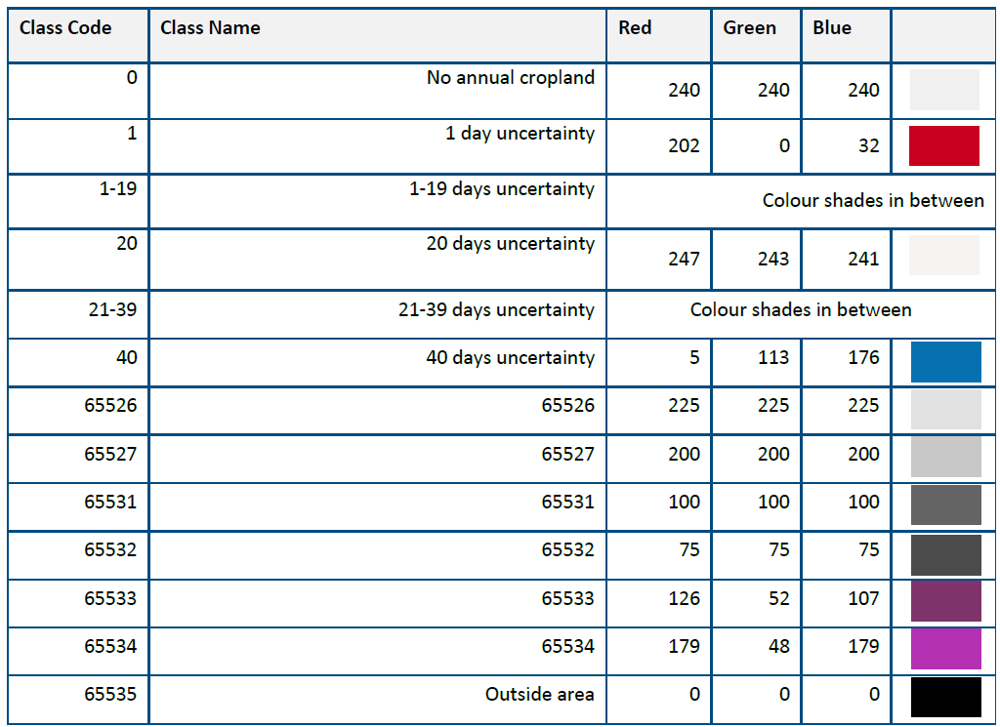 Class Code Class Name Red Green Blue
0 No annual cropland 240 240 240
1 1 day uncertainty 202 0 32
1-19 1-19 days uncertainty Colour shades in between
20 20 days uncertainty 247 243 241
21-39 21-39 days uncertainty Colour shades in between
40 40 days uncertainty 5 113 176
65526 65526 225 225 225
65527 65527 200 200 200
65531 65531 100 100 100
65532 65532 75 75 75
65533 65533 126 52 107
65534 65534 179 48 179
65535 Outside area 0 0 0